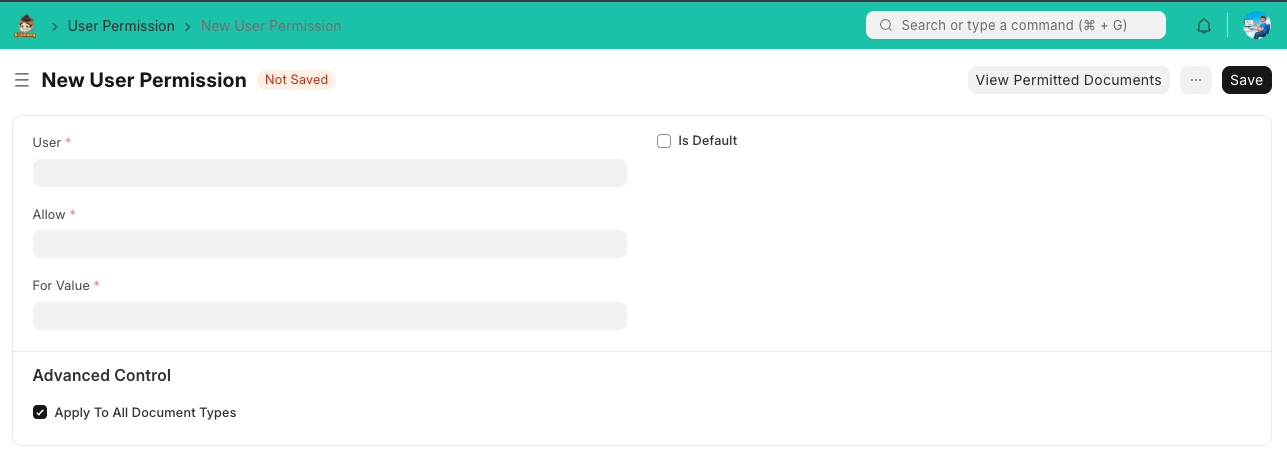 User Permission > New User Permission
Search or type a command (⌘ + G)
New User Permission Not Saved
View Permitted Documents ··· Save
User *
Is Default
Allow *
For Value *
Advanced Control
Apply To All Document Types